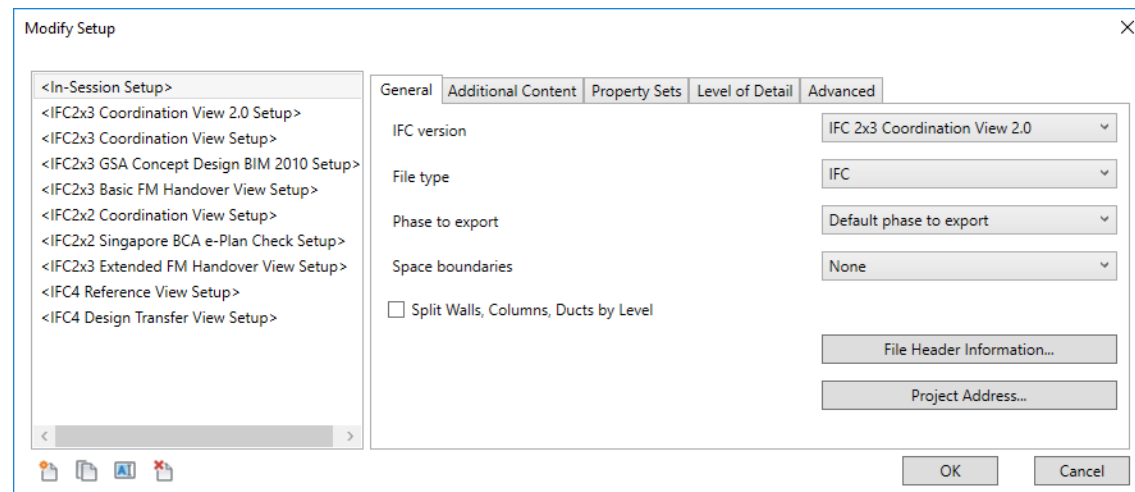 Modify Setup
<In-Session Setup>
<IFC2x3 Coordination View 2.0 Setup>
<IFC2x3 Coordination View Setup>
<IFC2x3 GSA Concept Design BIM 2010 Setup>
<IFC2x3 Basic FM Handover View Setup>
<IFC2x2 Coordination View Setup>
<IFC2x2 Singapore BCA e-Plan Check Setup>
<IFC2x3 Extended FM Handover View Setup>
<IFC4 Reference View Setup>
<IFC4 Design Transfer View Setup>
General Additional Content Property Sets Level of Detail Advanced
IFC version IFC 2x3 Coordination View 2.0
File type IFC
Phase to export Default phase to export
Space boundaries None
Split Walls, Columns, Ducts by Level
File Header Information...
Project Address...
OK Cancel